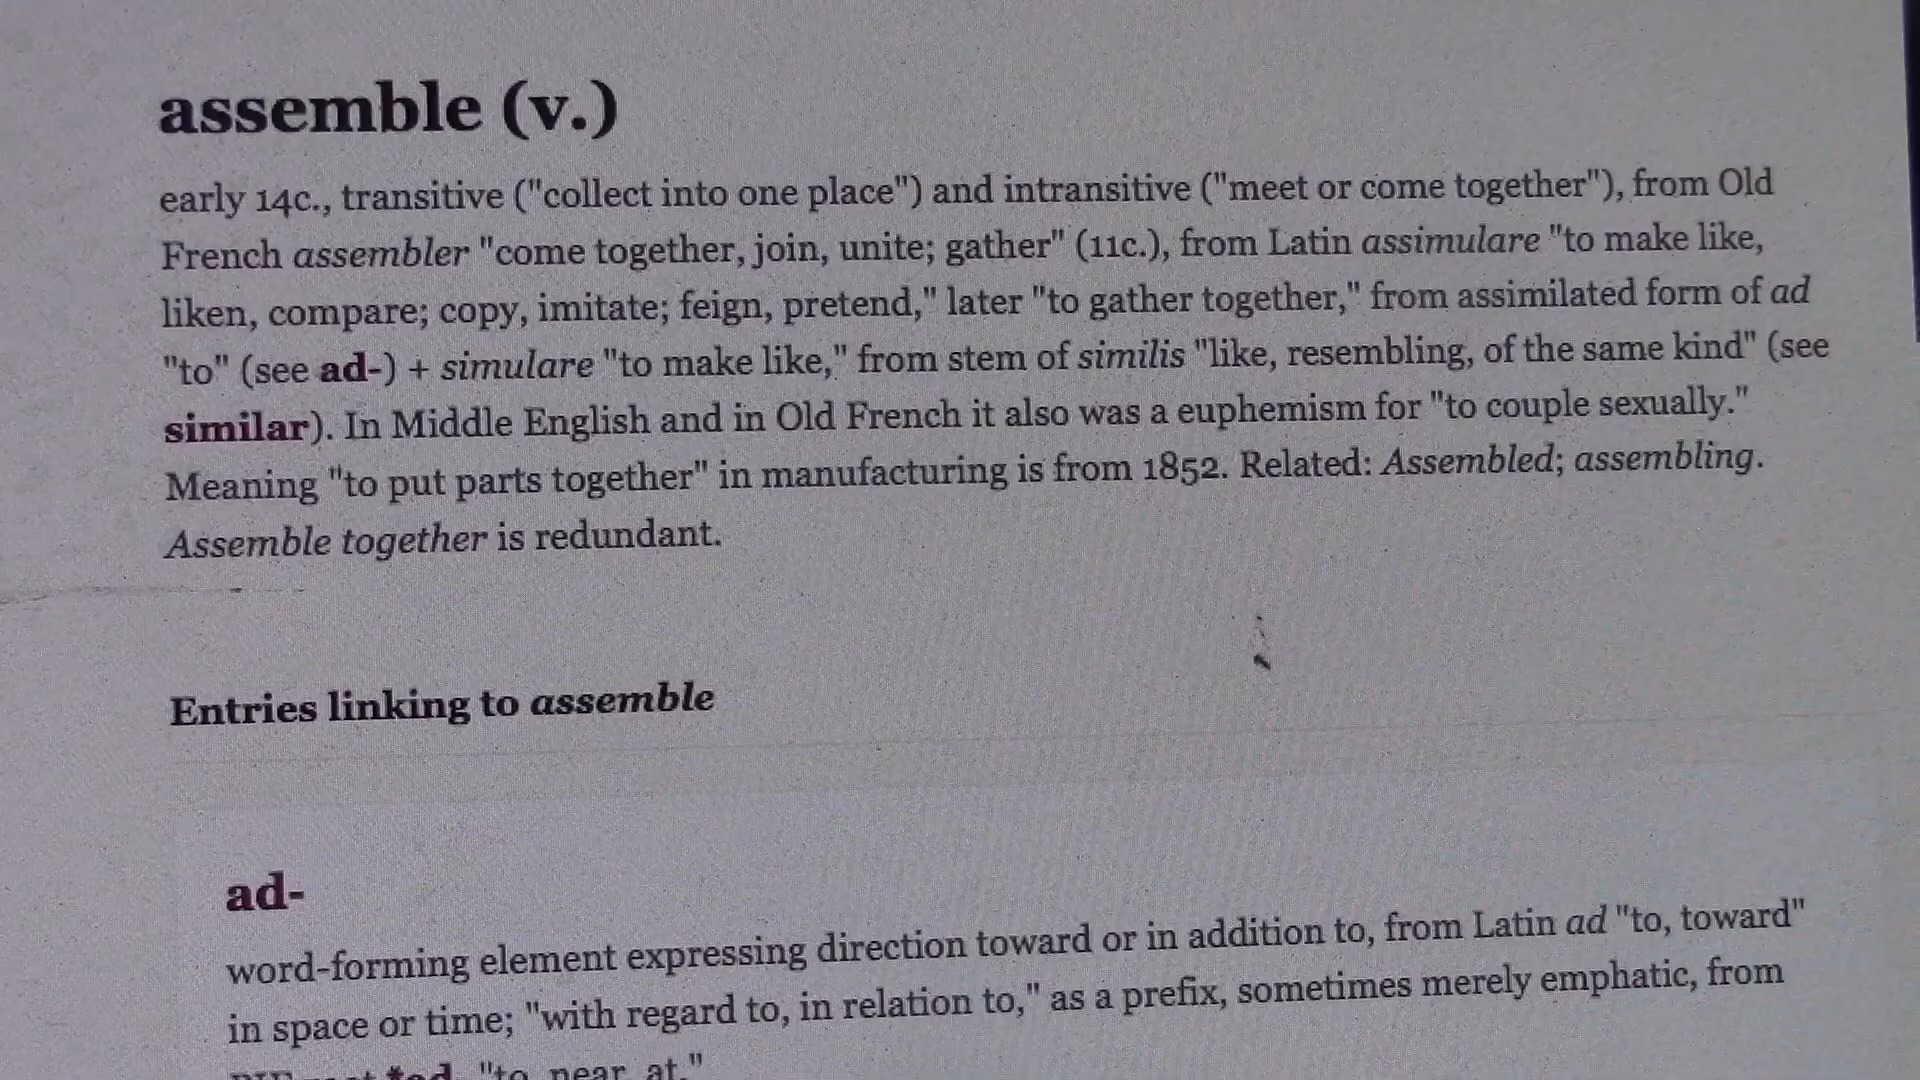 assemble (v.)
early 14c., transitive ("collect into one place") and intransitive ("meet or come together"), from Old
French assembler "come together, join, unite; gather" (11c.), from Latin assimulare "to make like,
liken, compare; copy, imitate; feign, pretend," later "to gather together," from assimilated form of ad
"to" (see ad-) + simulare "to make like," from stem of similis "like, resembling, of the same kind" (see
similar). In Middle English and in Old French it also was a euphemism for "to couple sexually."
Meaning "to put parts together" in manufacturing is from 1852. Related: Assembled; assembling.
Assemble together is redundant.
Entries linking to assemble
ad-
word-forming element expressing direction toward or in addition to, from Latin ad "to, toward"
in space or time; "with regard to, in relation to," as a prefix, sometimes merely emphatic, from
"to, near, at."